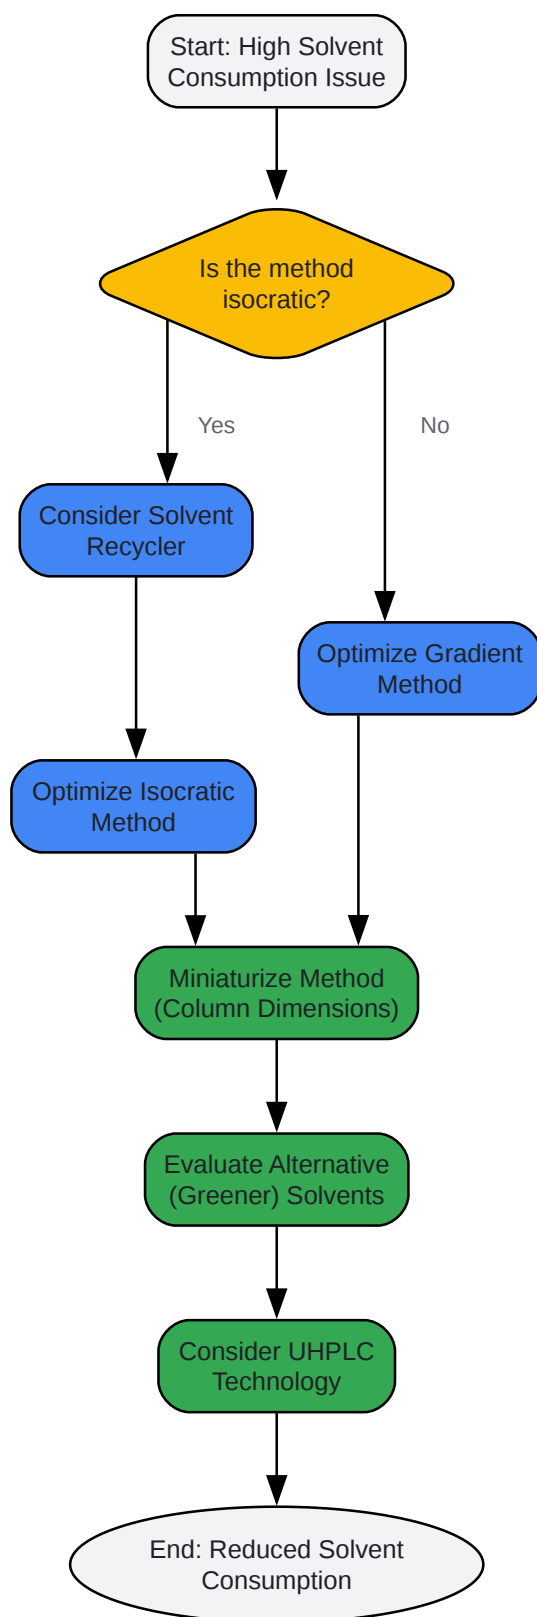 Start: High Solvent
Consumption Issue
Is the method
isocratic?
Yes
No
Consider Solvent
Recycler
Optimize Gradient
Method
Optimize Isocratic
Method
Miniaturize Method
(Column Dimensions)
Evaluate Alternative
(Greener) Solvents
Consider UHPLC
Technology
End: Reduced Solvent
Consumption